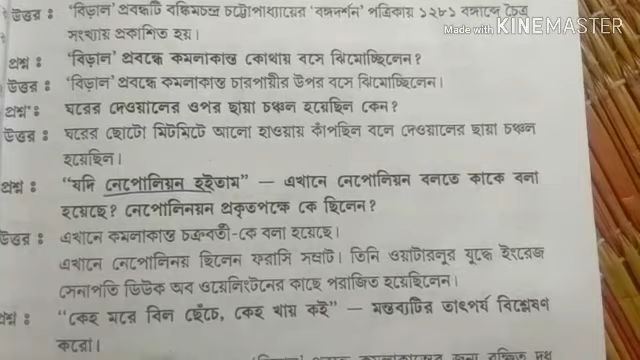 Made with KINEMASTER
উত্তর : 'বিড়াল' প্রবন্ধটি বঙ্কিমচন্দ্র চট্টোপাধ্যায়ের 'বঙ্গদর্শন' পত্রিকায় ১২৮১ বঙ্গাব্দে চৈত্র
সংখ্যায় প্রকাশিত হয়।
প্রশ্ন : 'বিড়াল' প্রবন্ধে কমলাকান্ত কোথায় বসে ঝিমোচ্ছিলেন?
উত্তর : 'বিড়াল' প্রবন্ধে কমলাকান্ত চারপায়ীর উপর বসে ঝিমোচ্ছিলেন।
প্রশ্ন : ঘরের দেওয়ালের ওপর ছায়া চঞ্চল হয়েছিল কেন?
উত্তর : ঘরের ছোটো মিটমিটে আলো হাওয়ায় কাঁপছিল বলে দেওয়ালের ছায়া চঞ্চল
হয়েছিল।
প্রশ্ন : "যদি নেপোলিয়ন হইতাম" — এখানে নেপোলিয়ন বলতে কাকে বলা
হয়েছে? নেপোলিনয়ন প্রকৃতপক্ষে কে ছিলেন?
উত্তর : এখানে কমলাকান্ত চক্রবর্তী-কে বলা হয়েছে।
এখানে নেপোলিনয় ছিলেন ফরাসি সম্রাট। তিনি ওয়াটারলুর যুদ্ধে ইংরেজ
সেনাপতি ডিউক অব ওয়েলিংটনের কাছে পরাজিত হয়েছিলেন।
প্রশ্ন : "কেহ মরে বিল ছেঁচে, কেহ খায় কই" — মন্তব্যটির তাৎপর্য বিশ্লেষণ
করো।